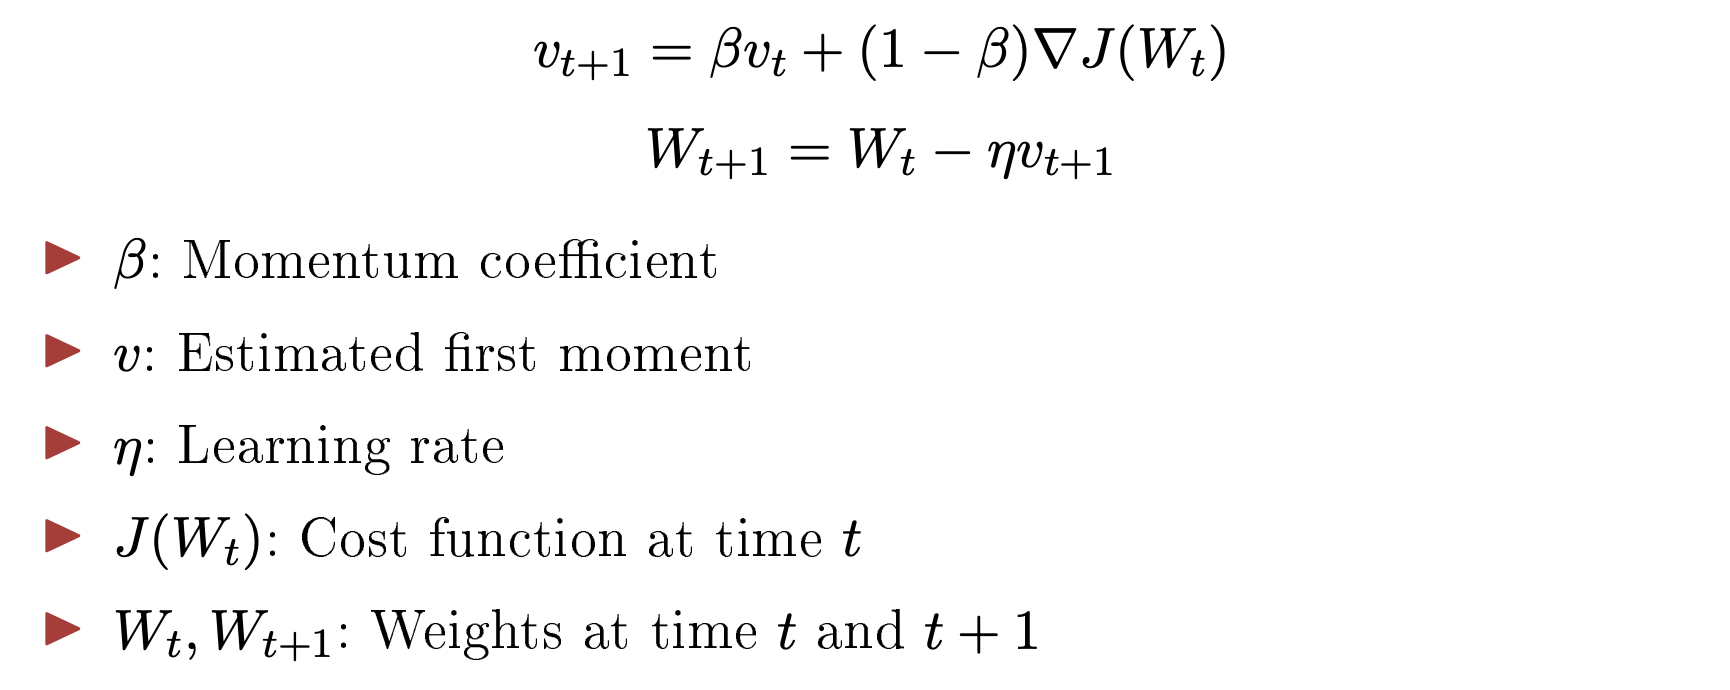 v_{t+1} = βv_t + (1 − β)∇J(W_t)
W_{t+1} = W_t − ηv_{t+1}
▶ β: Momentum coefficient
▶ v: Estimated first moment
▶ η: Learning rate
▶ J(W_t): Cost function at time t
▶ W_t, W_{t+1}: Weights at time t and t + 1